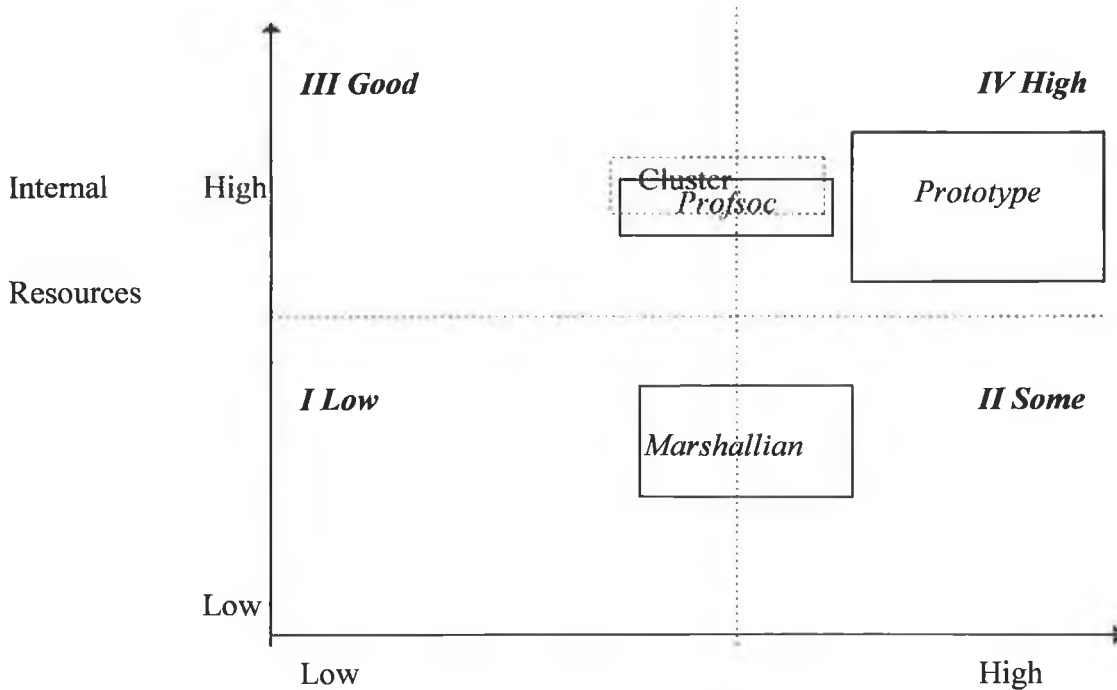 III Good
IV High
Internal
High
Cluster
Profsoc
Prototype
Resources
I Low
II Some
Marshallian
Low
Low
High